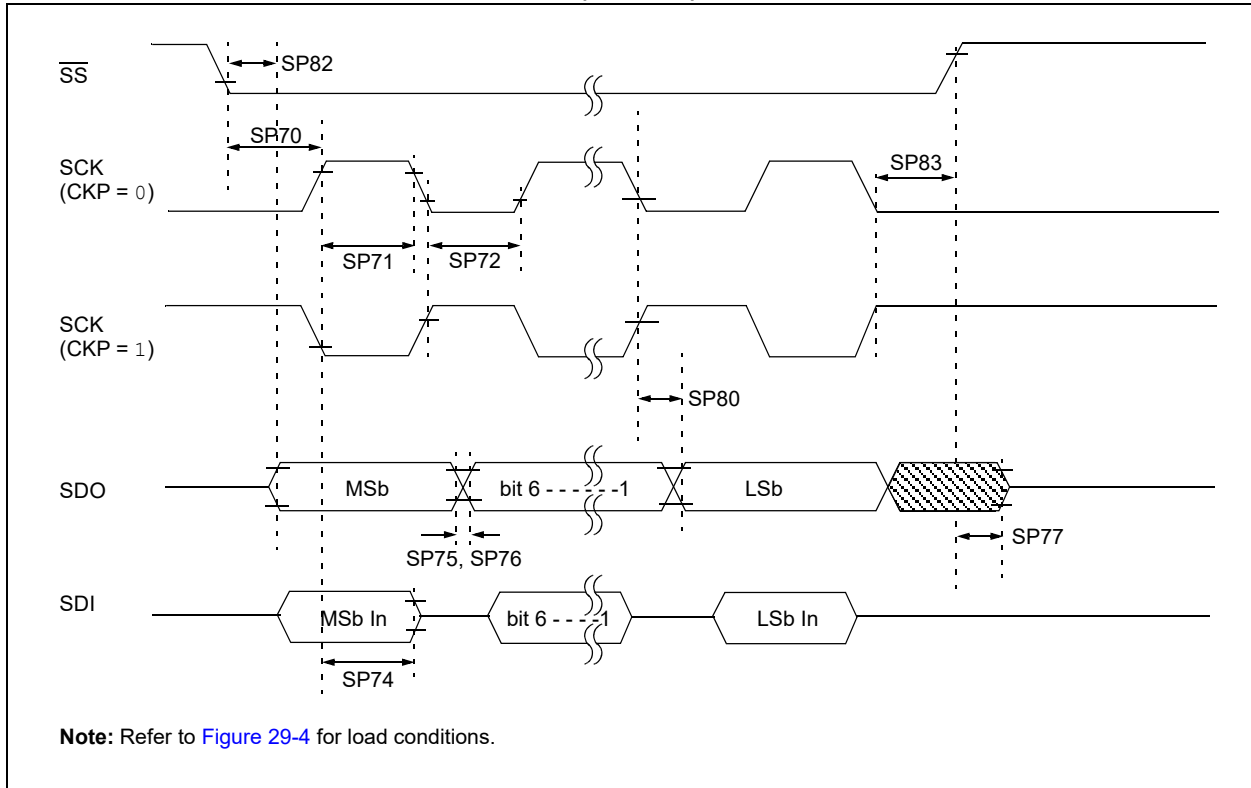 SS
SP82
SP70
SCK
(CKP = 0)
SP83
SP71
SP72
SCK
(CKP = 1)
SP80
SDO
MSb
bit 6 - - - - - -1
LSb
SP77
SP75, SP76
SDI
MSb In
bit 6 - - - -1
LSb In
SP74
Note: Refer to Figure 29-4 for load conditions.